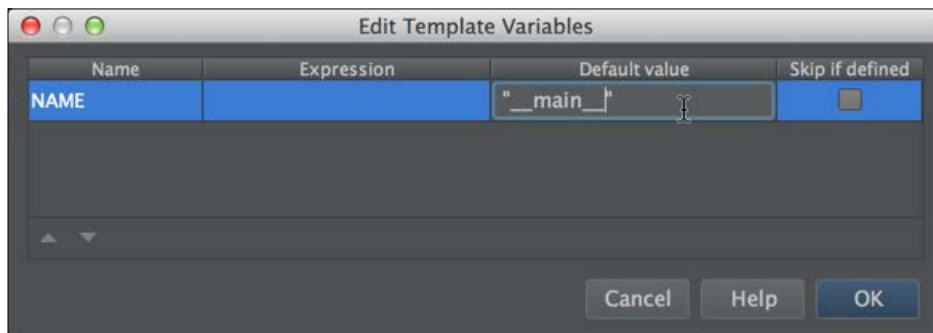 Edit Template Variables
Name Expression Default value Skip if defined
NAME "__main__"
Cancel Help OK